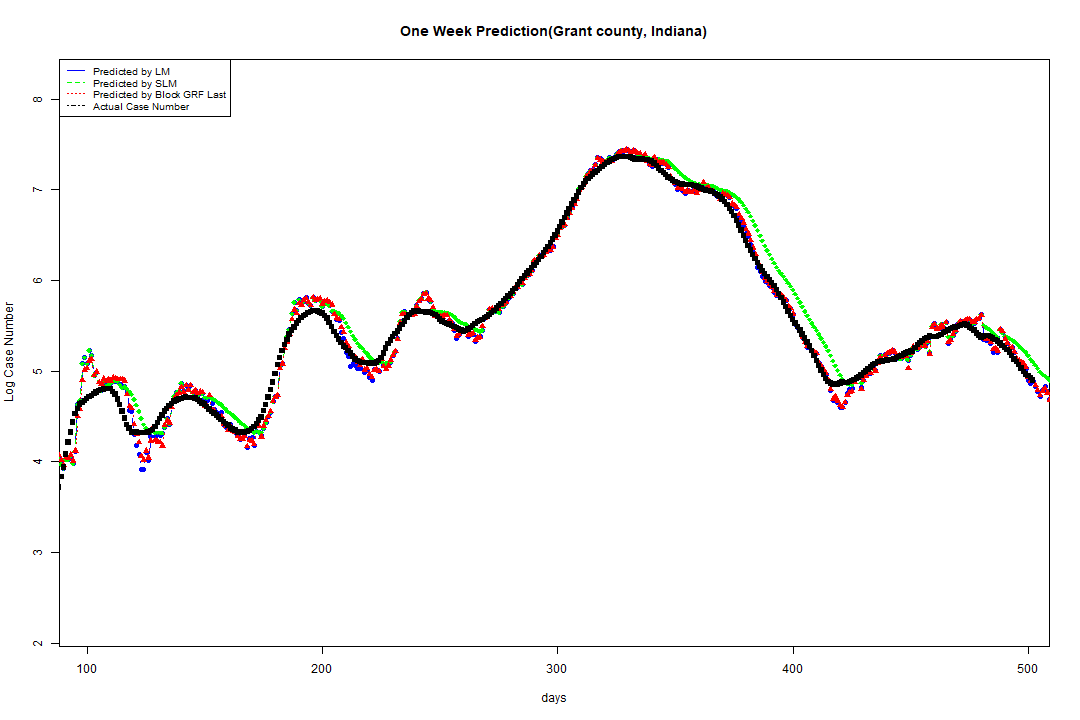 One Week Prediction(Grant county, Indiana)
Predicted by LM
Predicted by SLM
Predicted by Block GRF Last
Actual Case Number
8
7
6
5
4
3
2
Log Case Number
100 200 300 400 500
days